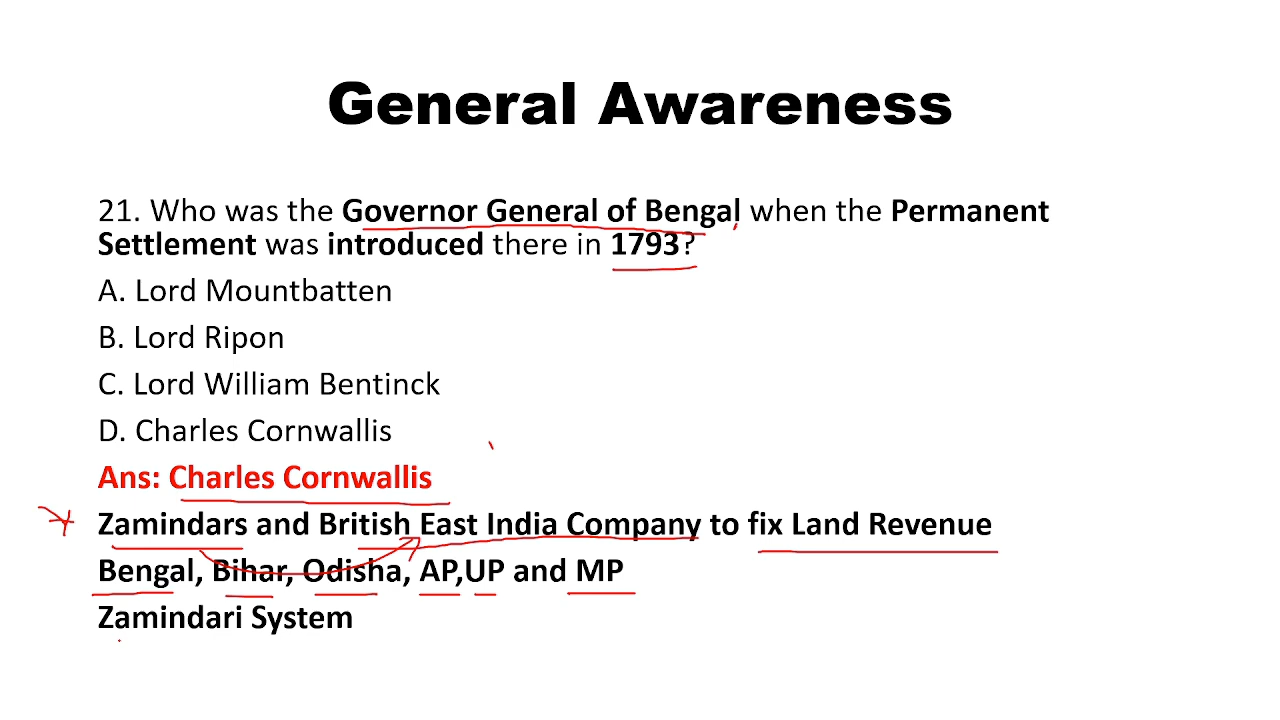 General Awareness
21. Who was the Governor General of Bengal when the Permanent
Settlement was introduced there in 1793?
A. Lord Mountbatten
B. Lord Ripon
C. Lord William Bentinck
D. Charles Cornwallis
Ans: Charles Cornwallis
Zamindars and British East India Company to fix Land Revenue
Bengal, Bihar, Odisha, AP,UP and MP
Zamindari System